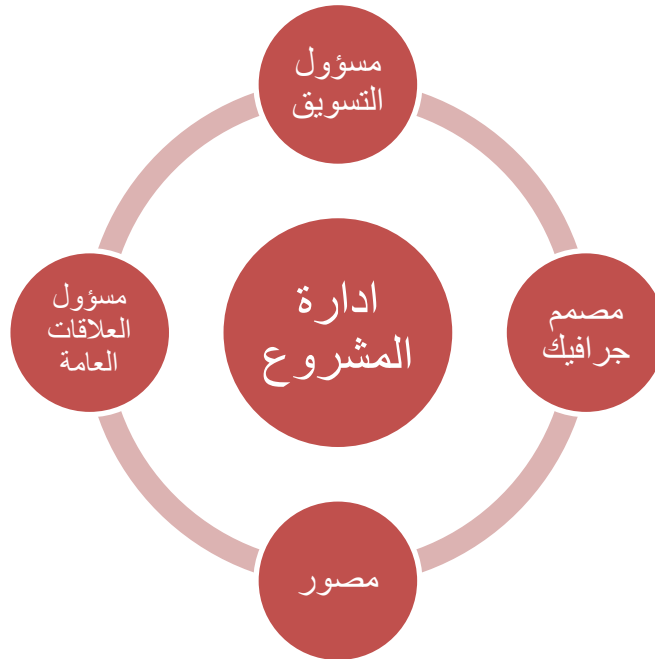 مسؤول
التسويق
مصمم
جرافيك
مصور
مسؤول
العلاقات
العامة
ادارة
المشروع